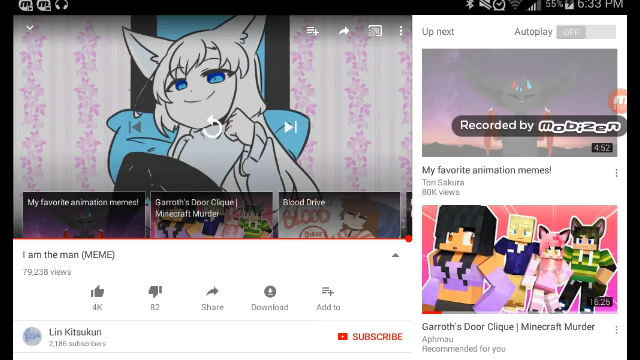 55% 6:33 PM
Up next
Autoplay OFF
Recorded by mobizen
4:52
My favorite animation memes!
Tori Sakura
80K views
My favorite animation memes!
Garroth's Door Clique |
Minecraft Murder
Blood Drive
BLOOD
Drive
I am the man (MEME)
79,238 views
4K
82
Share
Download
Add to
Lin Kitsukun
2,186 subscribers
SUBSCRIBE
15:25
Garroth's Door Clique | Minecraft Murder
Aphmau
Recommended for you